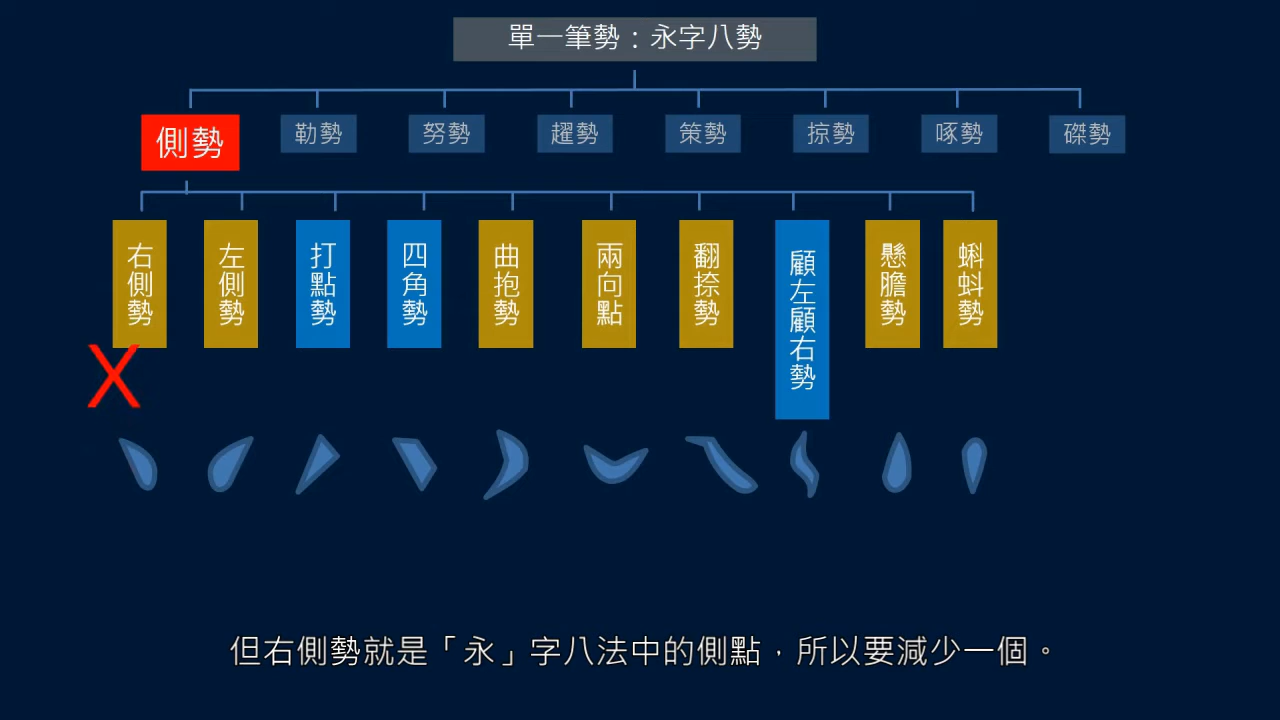 單一筆勢：永字八勢
側勢
勒勢
努勢
趯勢
策勢
掠勢
啄勢
磔勢
右側勢
左側勢
打點勢
四角勢
曲抱勢
兩向點
翻捺勢
顧左顧右勢
懸膽勢
蝌蚪勢
X
但右側勢就是「永」字八法中的側點，所以要減少一個。